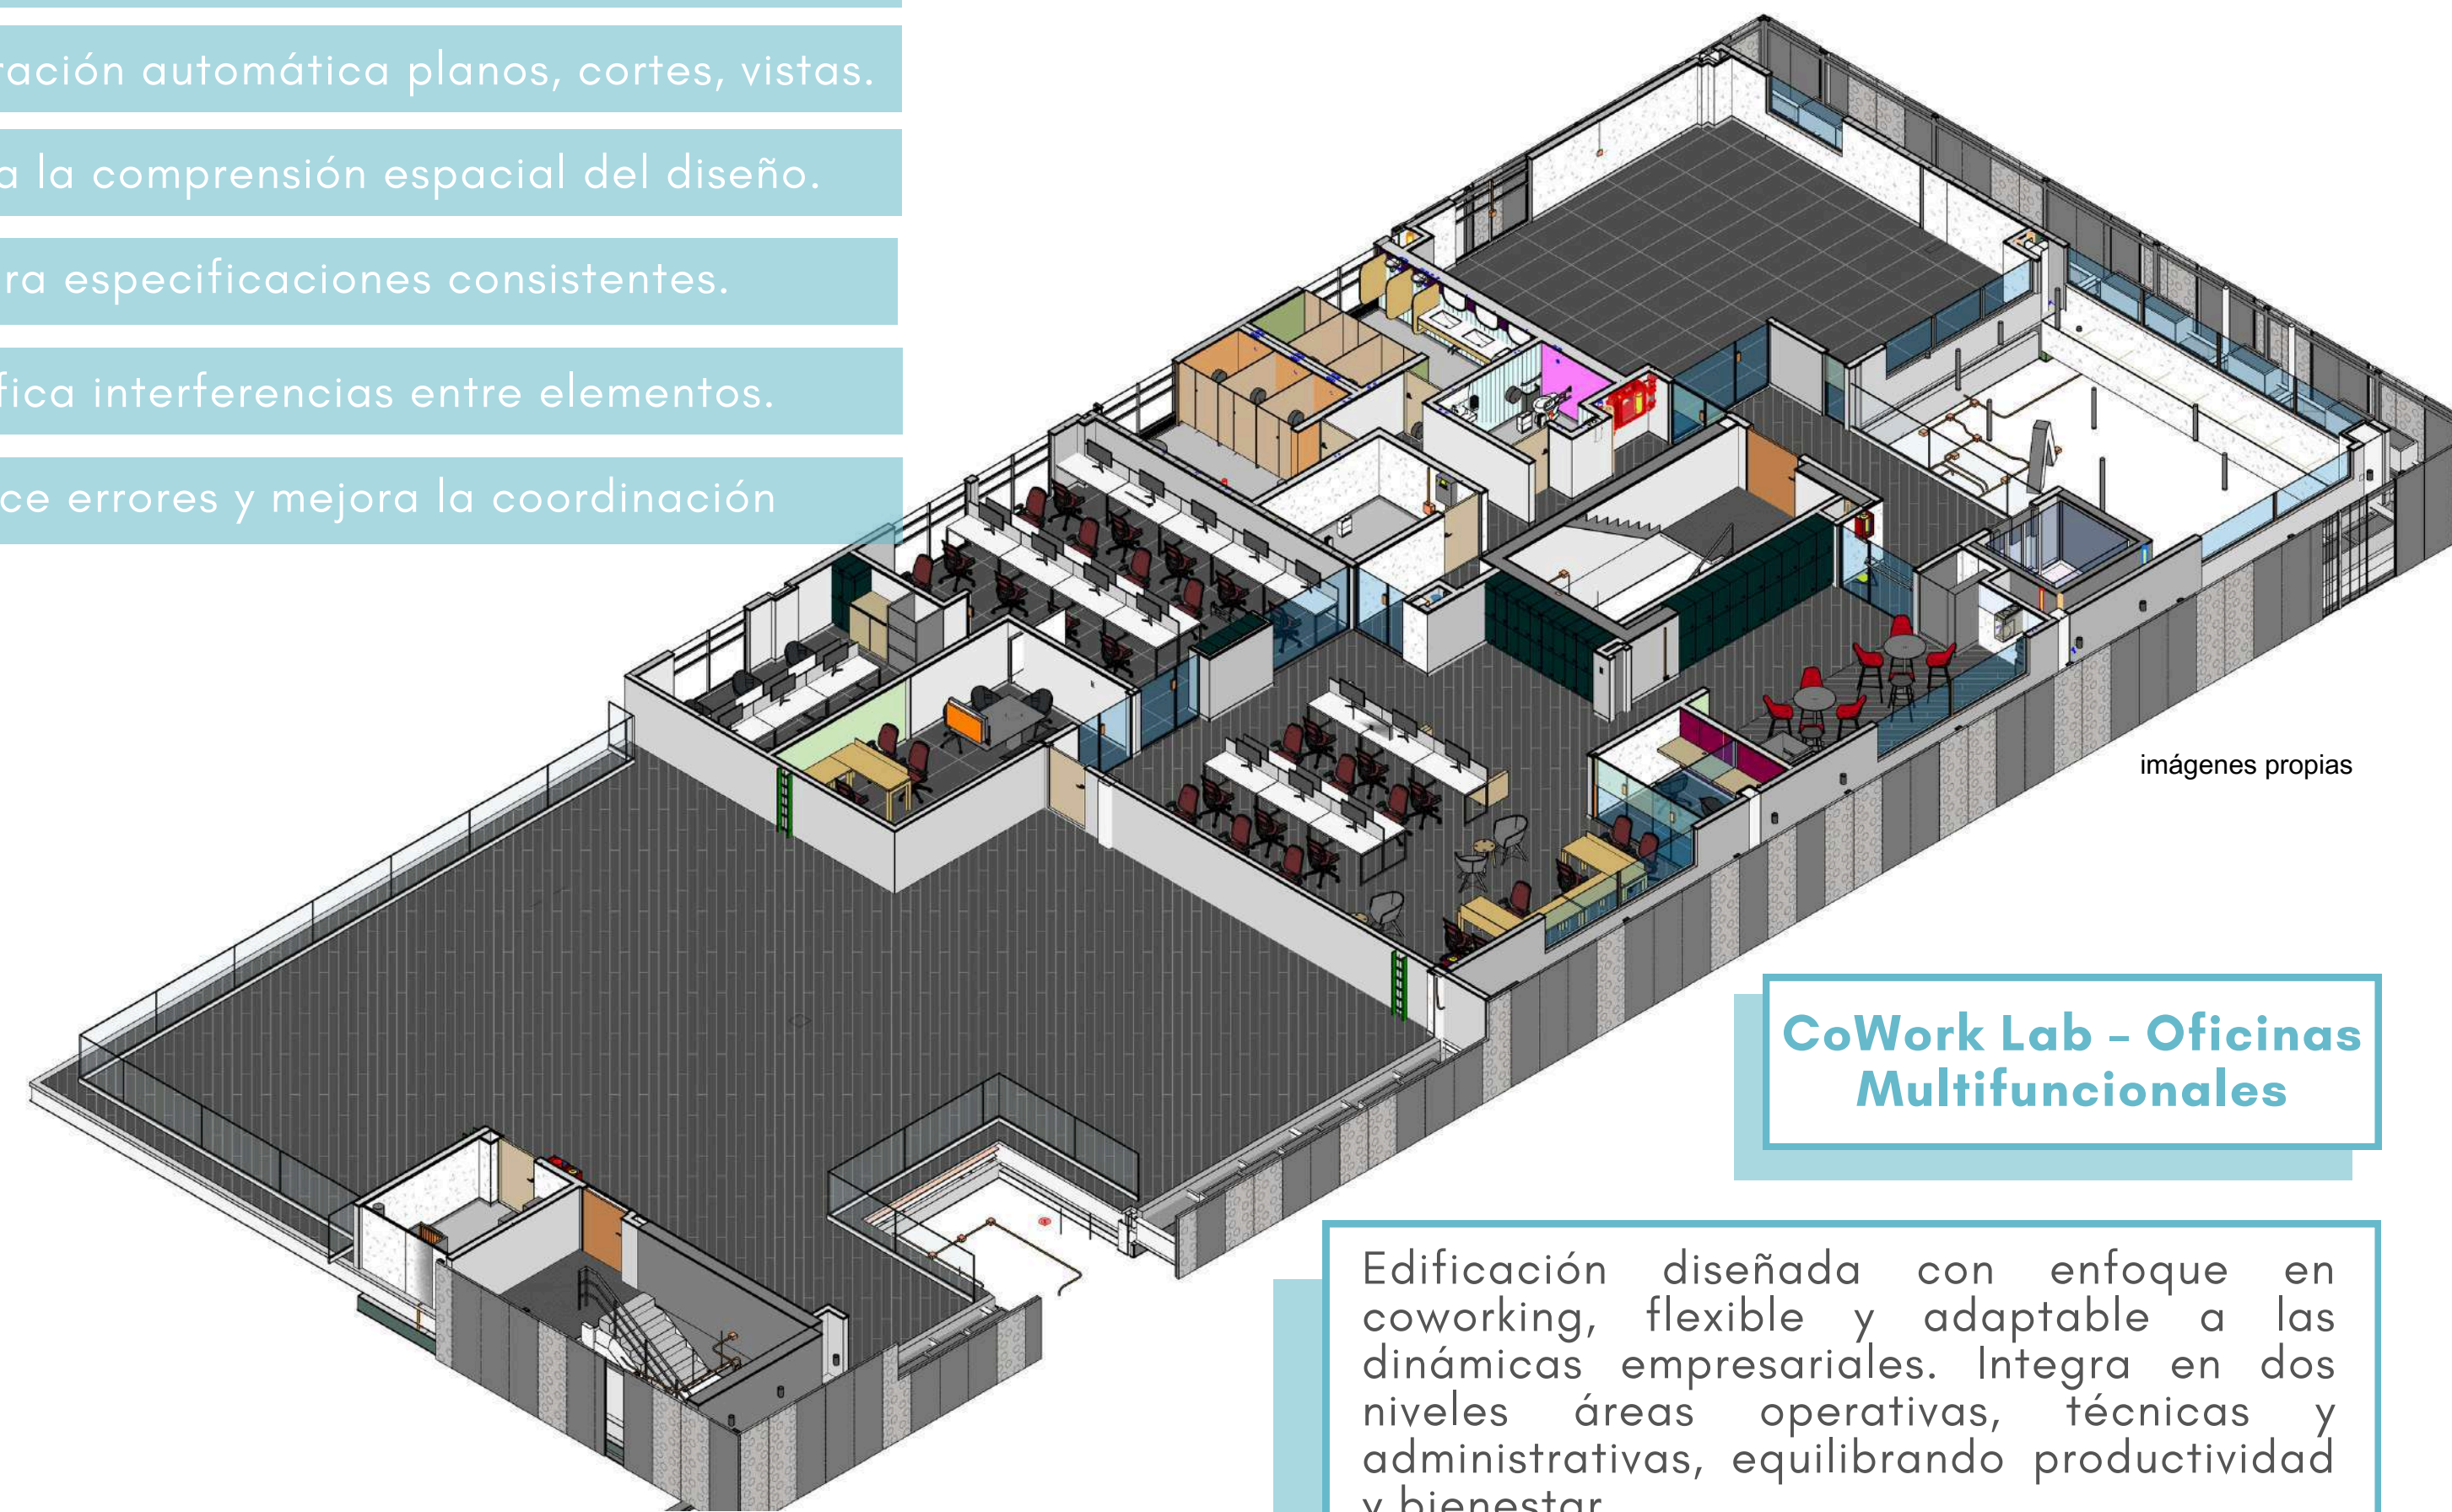 ración automática planos, cortes, vistas.
a la comprensión espacial del diseño.
ra especificaciones consistentes.
fica interferencias entre elementos.
ce errores y mejora la coordinación
imágenes propias
CoWork Lab - Oficinas
Multifuncionales
Edificación diseñada con enfoque en
coworking, flexible y adaptable a las
dinámicas empresariales. Integra en dos
niveles áreas operativas, técnicas y
administrativas, equilibrando productividad
y bienestar